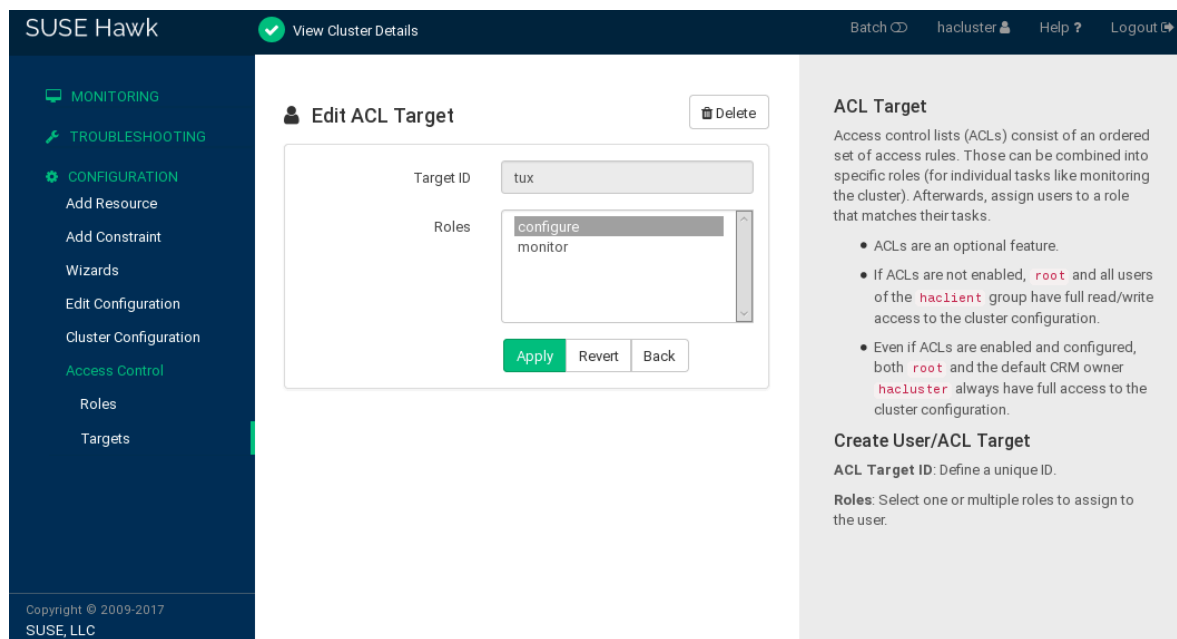 SUSE Hawk
View Cluster Details
Batch
hacluster
Help ?
Logout
MONITORING
TROUBLESHOOTING
CONFIGURATION
Add Resource
Add Constraint
Wizards
Edit Configuration
Cluster Configuration
Access Control
Roles
Targets
Copyright © 2009-2017
SUSE, LLC
Edit ACL Target
Delete
Target ID
tux
Roles
configure
monitor
Apply
Revert
Back
ACL Target
Access control lists (ACLs) consist of an ordered
set of access rules. Those can be combined into
specific roles (for individual tasks like monitoring
the cluster). Afterwards, assign users to a role
that matches their tasks.
● ACLs are an optional feature.
● If ACLs are not enabled, root and all users
of the haclient group have full read/write
access to the cluster configuration.
● Even if ACLs are enabled and configured,
both root and the default CRM owner
hacluster always have full access to the
cluster configuration.
Create User/ACL Target
ACL Target ID: Define a unique ID.
Roles: Select one or multiple roles to assign to
the user.